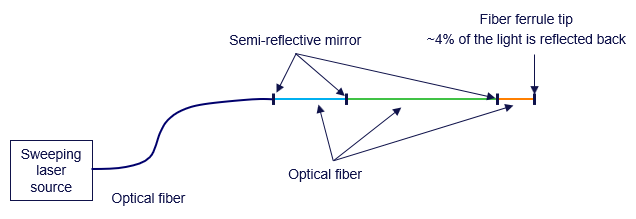 Fiber ferrule tip
~4% of the light is reflected back
Semi-reflective mirror
Sweeping
laser
source
Optical fiber
Optical fiber